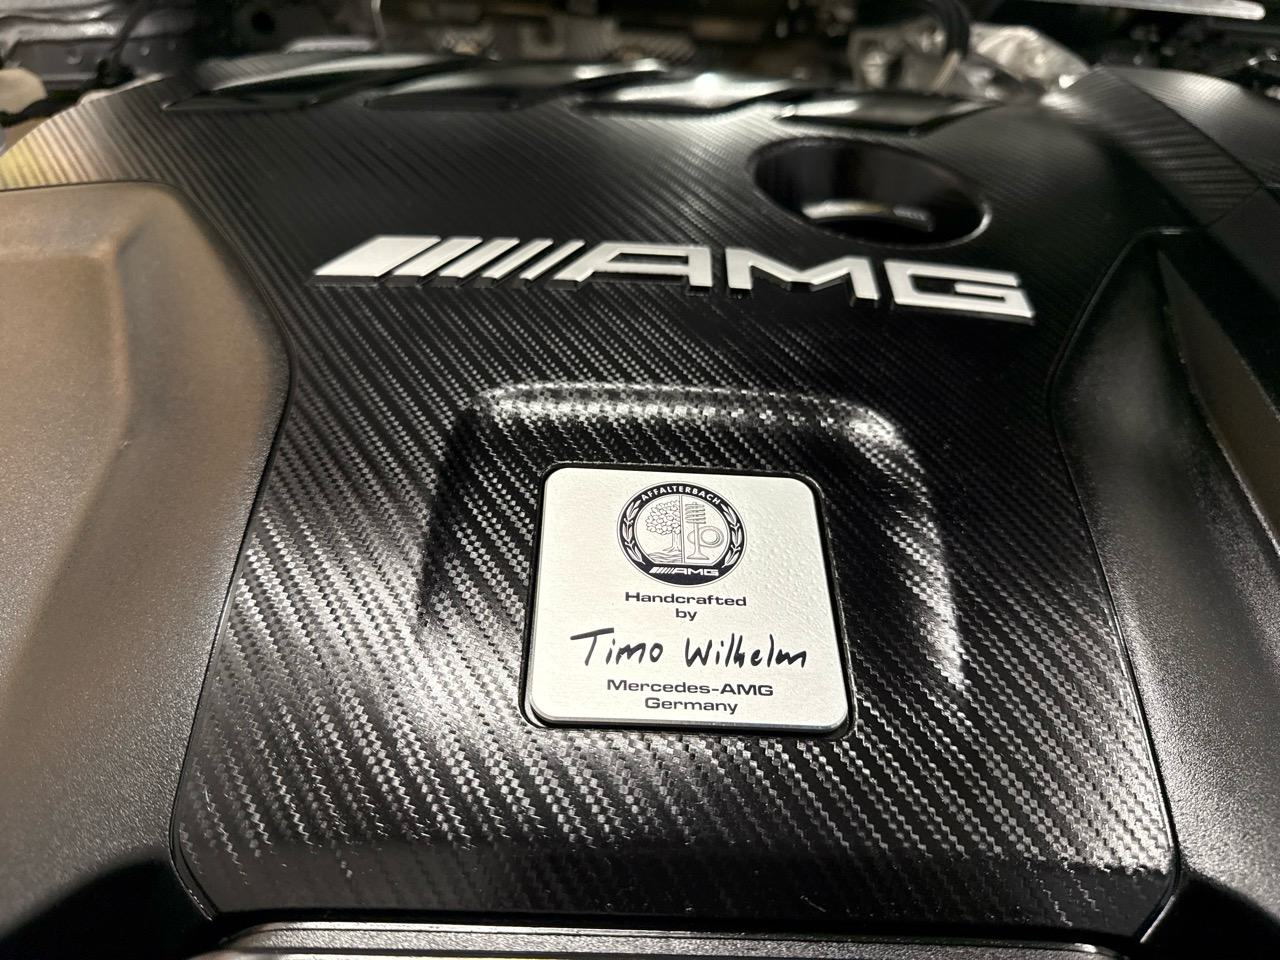 AMG
AFFALTERBACH
AMG
Handcrafted
by
Timo Wilhelm
Mercedes-AMG
Germany